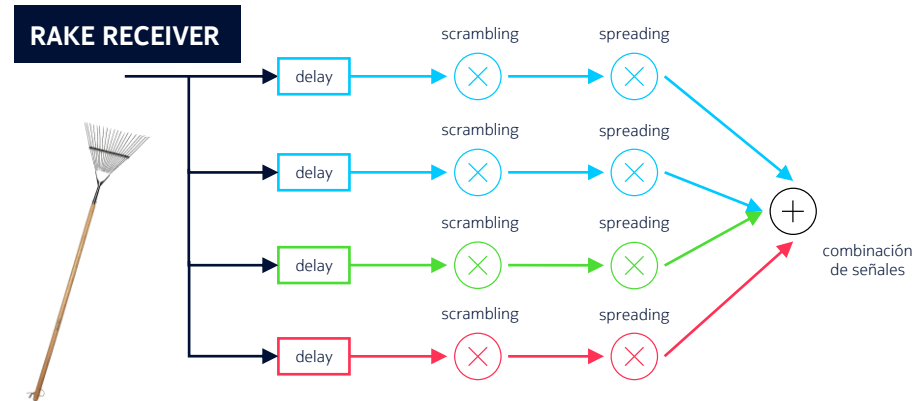 RAKE RECEIVER
scrambling
spreading
delay
scrambling
spreading
delay
scrambling
spreading
delay
combinación
de señales
scrambling
spreading
delay